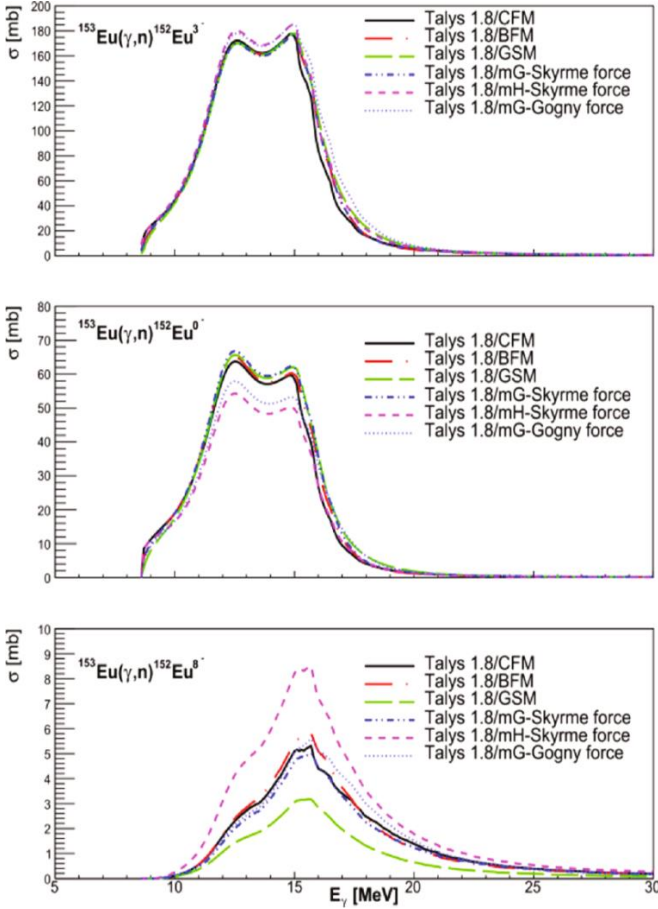 σ [mb]
200
180
160
140
120
100
80
60
40
20
0
¹⁵³Eu(γ,n)¹⁵²Eu³⁻
Talys 1.8/CFM
Talys 1.8/BFM
Talys 1.8/GSM
Talys 1.8/mG-Skyrme force
Talys 1.8/mH-Skyrme force
Talys 1.8/mG-Gogny force
σ [mb]
80
70
60
50
40
30
20
10
0
¹⁵³Eu(γ,n)¹⁵²Eu⁰⁻
Talys 1.8/CFM
Talys 1.8/BFM
Talys 1.8/GSM
Talys 1.8/mG-Skyrme force
Talys 1.8/mH-Skyrme force
Talys 1.8/mG-Gogny force
σ [mb]
10
9
8
7
6
5
4
3
2
1
0
¹⁵³Eu(γ,n)¹⁵²Eu⁸⁻
Talys 1.8/CFM
Talys 1.8/BFM
Talys 1.8/GSM
Talys 1.8/mG-Skyrme force
Talys 1.8/mH-Skyrme force
Talys 1.8/mG-Gogny force
5 10 15 20 25 30
Eᵧ [MeV]